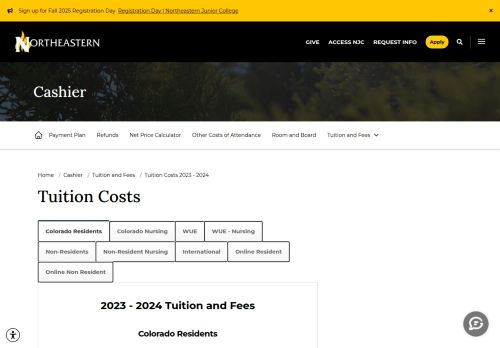 Sign up for Fall 2025 Registration Day Registration Day | Northeastern Junior College ×
NORTHEASTERN GIVE ACCESS NJC REQUEST INFO Apply
Cashier
Payment Plan Refunds Net Price Calculator Other Costs of Attendance Room and Board Tuition and Fees
Home / Cashier / Tuition and Fees / Tuition Costs 2023 - 2024
Tuition Costs
Colorado Residents Colorado Nursing WUE WUE - Nursing
Non-Residents Non-Resident Nursing International Online Resident
Online Non Resident
2023 - 2024 Tuition and Fees
Colorado Residents